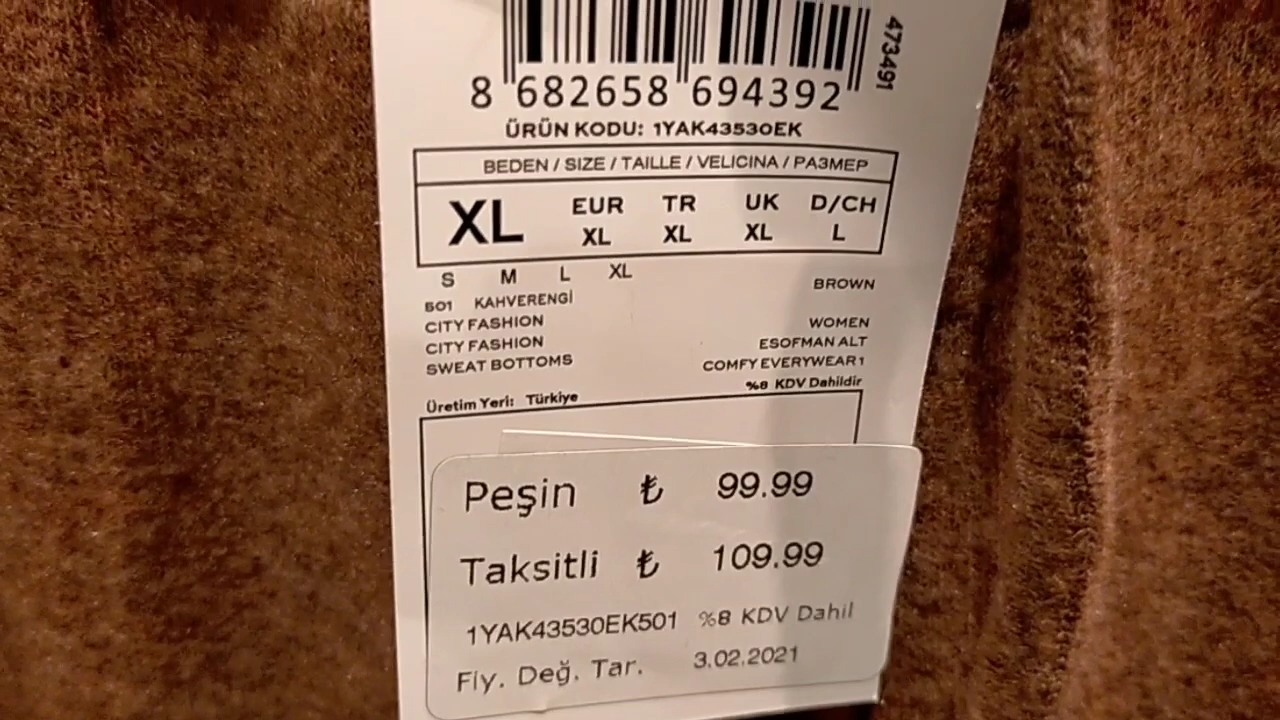 473491
8 682658 694392
ÜRÜN KODU: 1YAK43530EK
BEDEN / SIZE / TAILLE / VELICINA / РАЗМЕР
XL EUR TR UK D/CH
XL XL XL L
S M L XL
501 KAHVERENGİ BROWN
CITY FASHION WOMEN
CITY FASHION ESOFMAN ALT
SWEAT BOTTOMS COMFY EVERYWEAR1
%8 KDV Dahildir
Üretim Yeri: Türkiye
Peşin ₺ 99.99
Taksitli ₺ 109.99
1YAK43530EK501 %8 KDV Dahil
Fiy. Değ. Tar. 3.02.2021